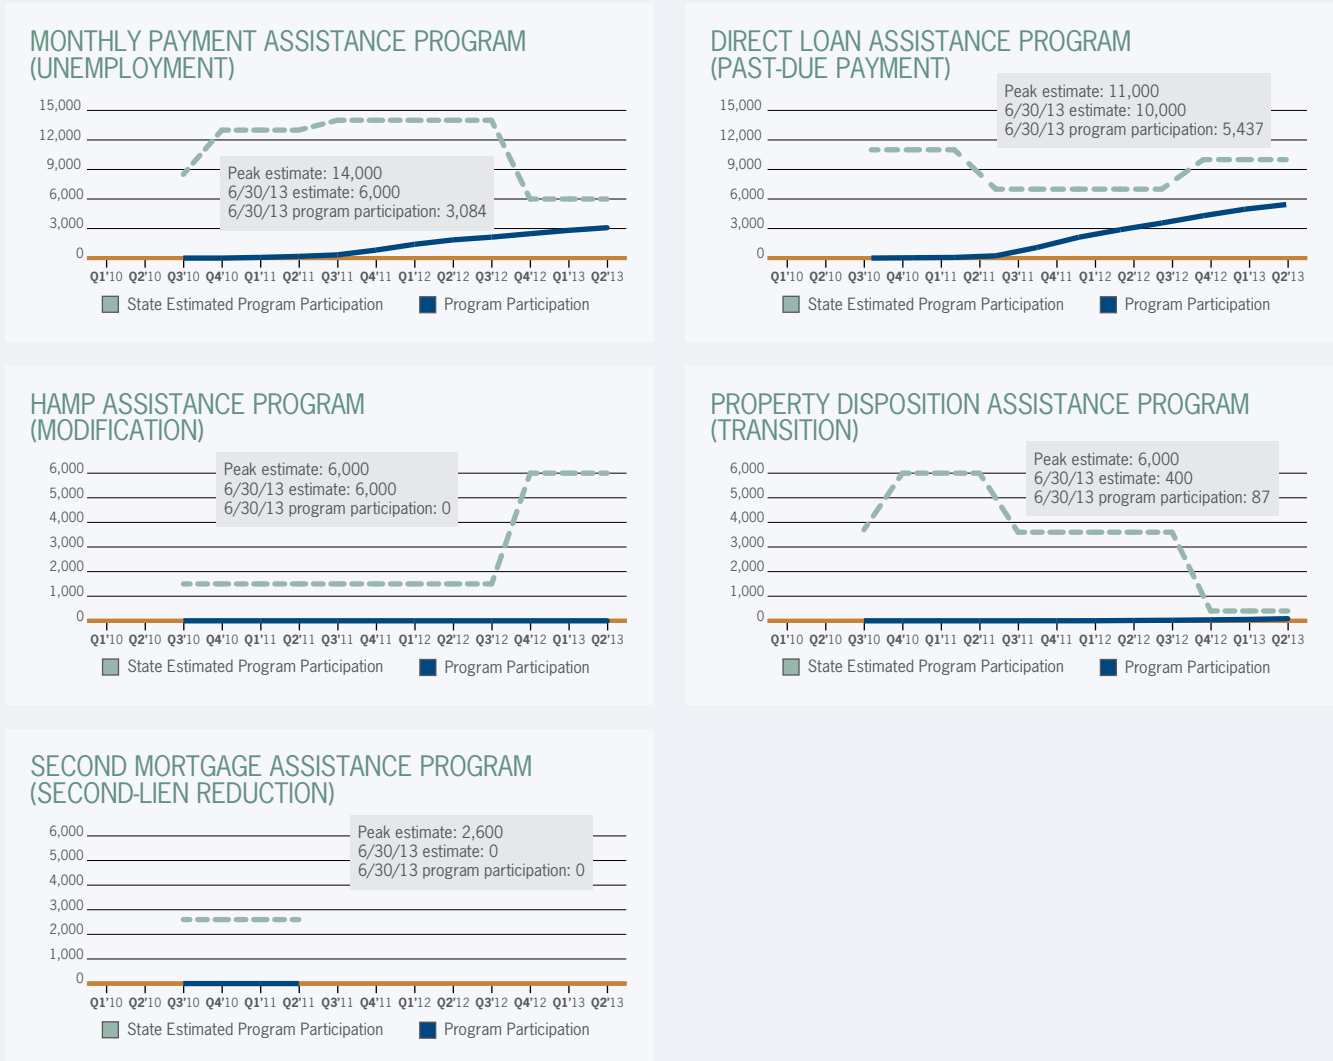 MONTHLY PAYMENT ASSISTANCE PROGRAM
(UNEMPLOYMENT)
15,000
12,000
9,000
6,000
3,000
0
Peak estimate: 14,000
6/30/13 estimate: 6,000
6/30/13 program participation: 3,084
Q1'10 Q2'10 Q3'10 Q4'10 Q1'11 Q2'11 Q3'11 Q4'11 Q1'12 Q2'12 Q3'12 Q4'12 Q1'13 Q2'13
State Estimated Program Participation Program Participation
DIRECT LOAN ASSISTANCE PROGRAM
(PAST-DUE PAYMENT)
Peak estimate: 11,000
6/30/13 estimate: 10,000
6/30/13 program participation: 5,437
15,000
12,000
9,000
6,000
3,000
0
Q1'10 Q2'10 Q3'10 Q4'10 Q1'11 Q2'11 Q3'11 Q4'11 Q1'12 Q2'12 Q3'12 Q4'12 Q1'13 Q2'13
State Estimated Program Participation Program Participation
HAMP ASSISTANCE PROGRAM
(MODIFICATION)
Peak estimate: 6,000
6/30/13 estimate: 6,000
6/30/13 program participation: 0
6,000
5,000
4,000
3,000
2,000
1,000
0
Q1'10 Q2'10 Q3'10 Q4'10 Q1'11 Q2'11 Q3'11 Q4'11 Q1'12 Q2'12 Q3'12 Q4'12 Q1'13 Q2'13
State Estimated Program Participation Program Participation
PROPERTY DISPOSITION ASSISTANCE PROGRAM
(TRANSITION)
Peak estimate: 6,000
6/30/13 estimate: 400
6/30/13 program participation: 87
6,000
5,000
4,000
3,000
2,000
1,000
0
Q1'10 Q2'10 Q3'10 Q4'10 Q1'11 Q2'11 Q3'11 Q4'11 Q1'12 Q2'12 Q3'12 Q4'12 Q1'13 Q2'13
State Estimated Program Participation Program Participation
SECOND MORTGAGE ASSISTANCE PROGRAM
(SECOND-LIEN REDUCTION)
Peak estimate: 2,600
6/30/13 estimate: 0
6/30/13 program participation: 0
6,000
5,000
4,000
3,000
2,000
1,000
0
Q1'10 Q2'10 Q3'10 Q4'10 Q1'11 Q2'11 Q3'11 Q4'11 Q1'12 Q2'12 Q3'12 Q4'12 Q1'13 Q2'13
State Estimated Program Participation Program Participation